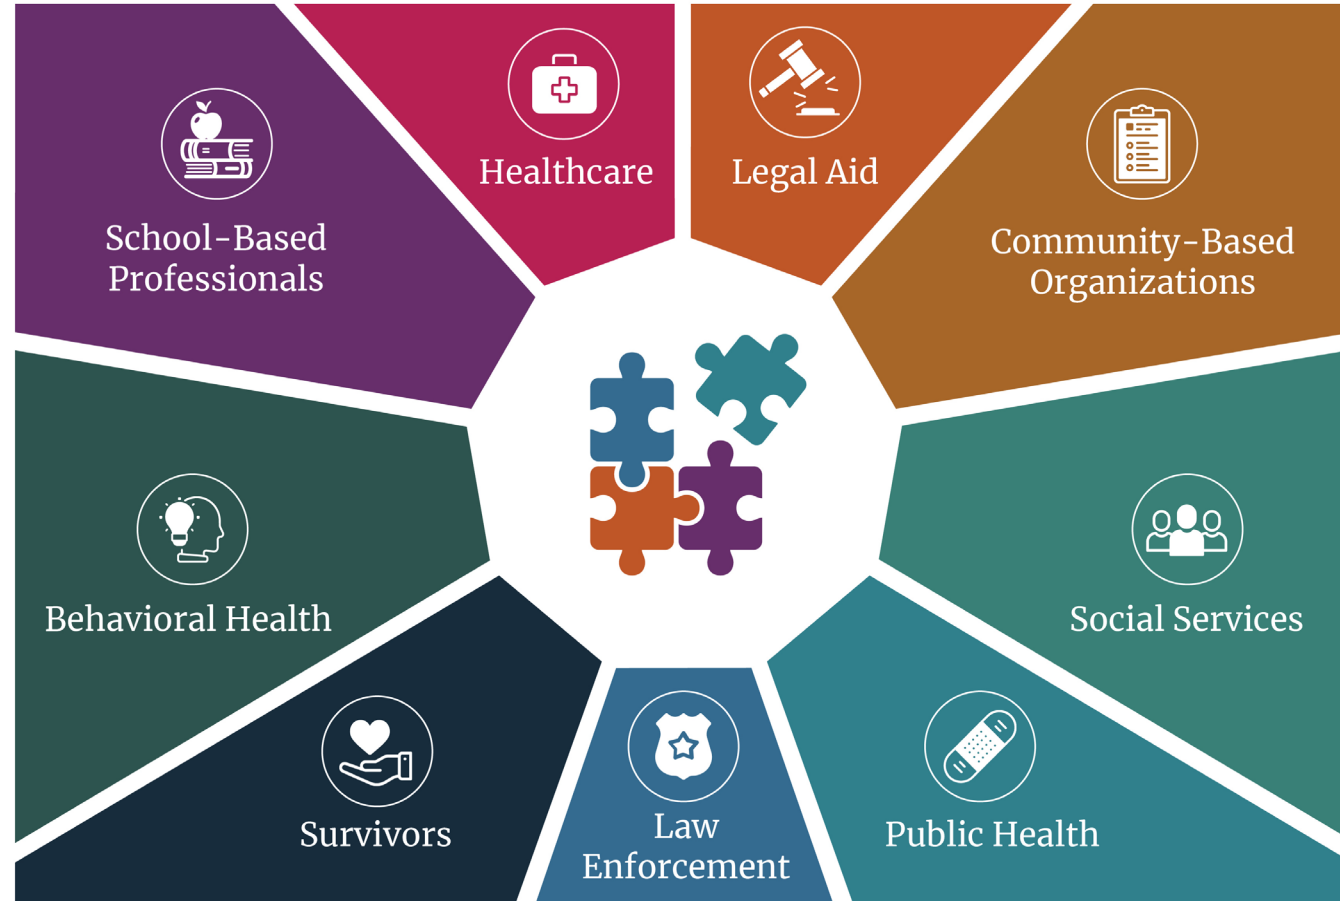 Healthcare
Legal Aid
School-Based
Professionals
Community-Based
Organizations
Behavioral Health
Social Services
Survivors
Law
Enforcement
Public Health